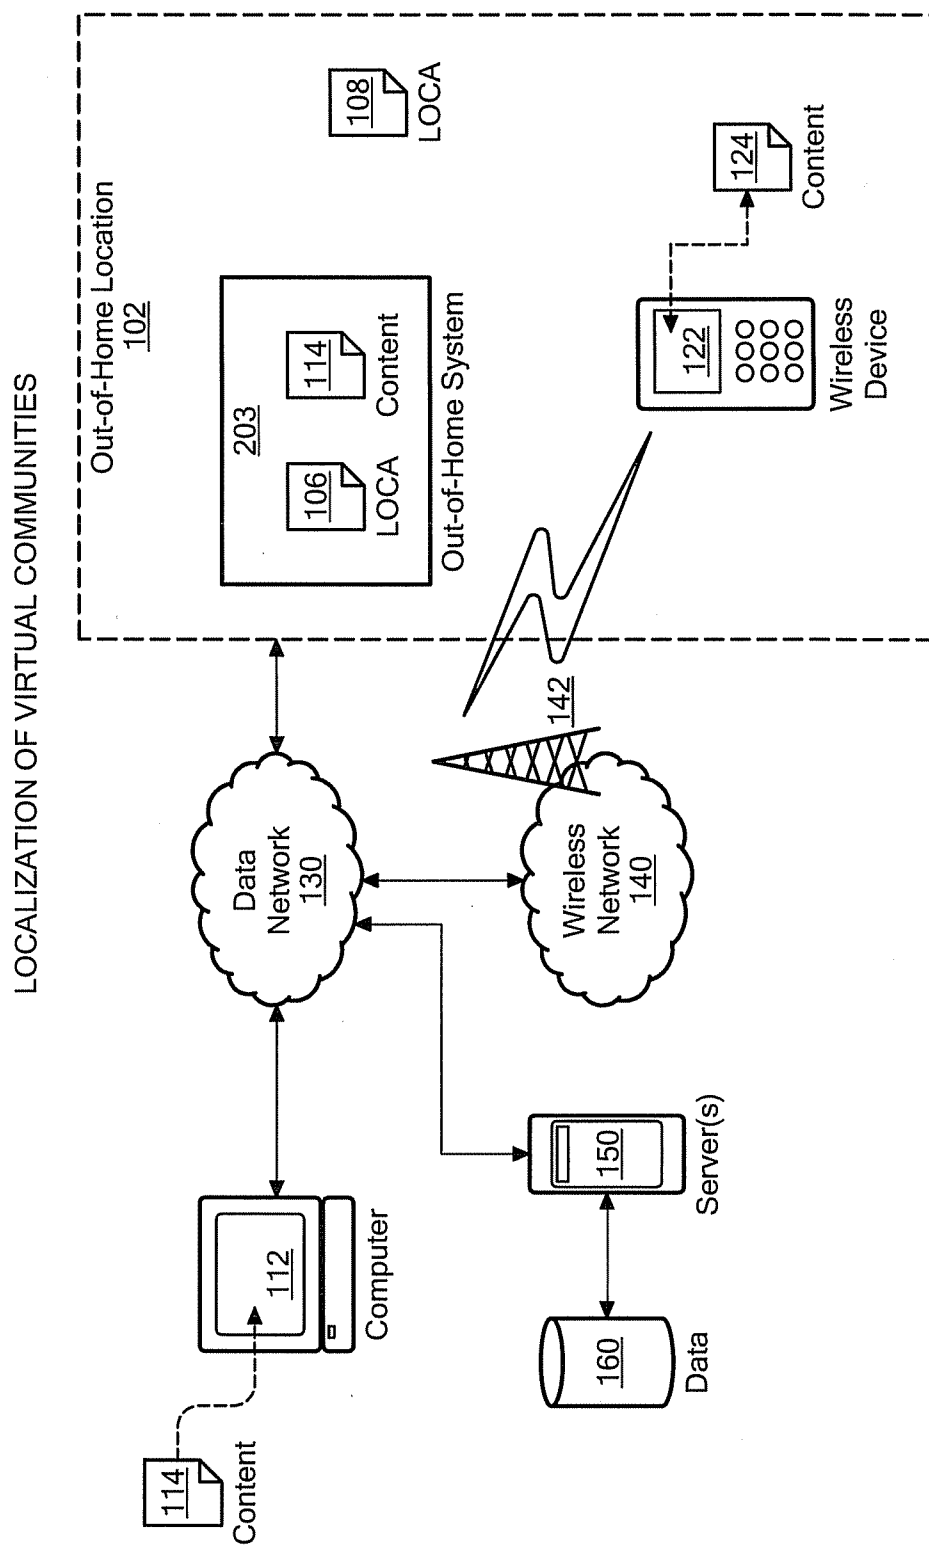 LOCALIZATION OF VIRTUAL COMMUNITIES
114
Content
112
Computer
Data
Network
130
Out-of-Home Location
102
203
106
LOCA
114
Content
Out-of-Home System
108
LOCA
160
Data
150
Server(s)
Wireless
Network
140
142
122
Wireless
Device
124
Content